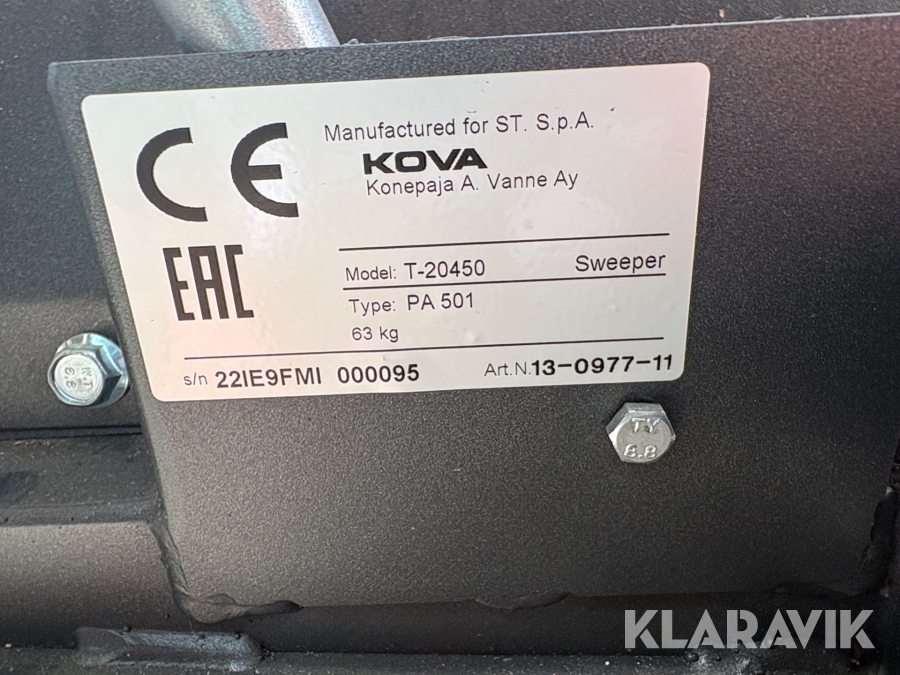 CE
Manufactured for ST. S.p.A.
KOVA
Konepaja A. Vanne Ay
EAC
Model: T-20450 Sweeper
Type: PA 501
63 kg
s/n 22IE9FMI 000095 Art.N.13-0977-11
TY
8.8
KLARAVIK